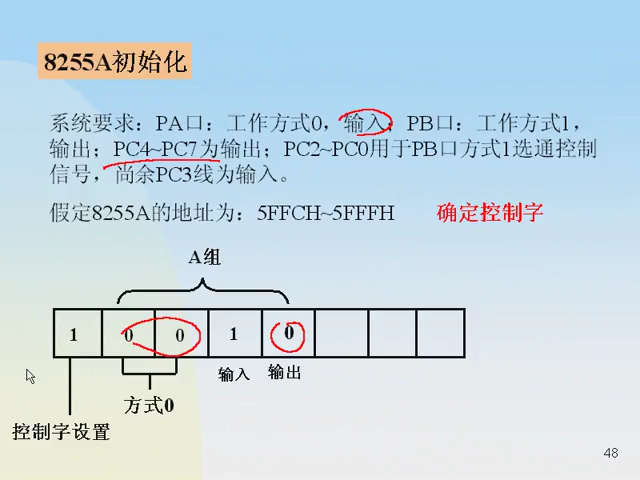 8255A初始化
系统要求：PA口：工作方式0，输入；PB口：工作方式1，
输出；PC4~PC7为输出；PC2~PC0用于PB口方式1选通控制
信号，尚余PC3线为输入。
假定8255A的地址为：5FFCH~5FFFH 确定控制字
A组
1 0 0 1 0
输入 输出
方式0
控制字设置
48